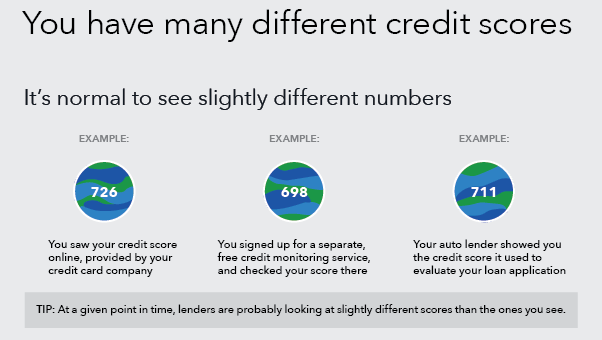 You have many different credit scores
It's normal to see slightly different numbers
EXAMPLE:
EXAMPLE:
EXAMPLE:
726
698
711
You saw your credit score
online, provided by your
credit card company
You signed up for a separate,
free credit monitoring service,
and checked your score there
Your auto lender showed you
the credit score it used to
evaluate your loan application
TIP: At a given point in time, lenders are probably looking at slightly different scores than the ones you see.